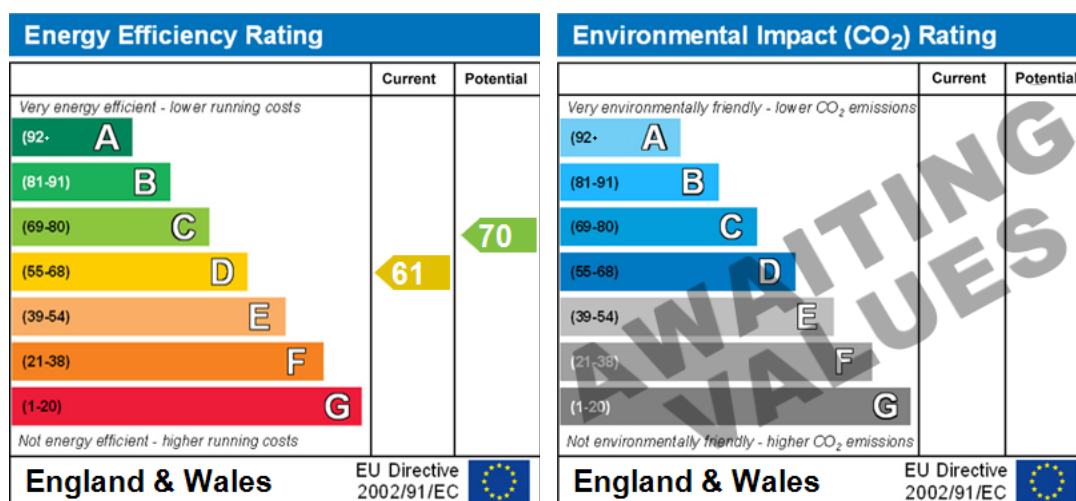 Energy Efficiency Rating
Current Potential
Very energy efficient - lower running costs
(92+ A
(81-91) B
(69-80) C
70
(55-68) D
61
(39-54) E
(21-38) F
(1-20) G
Not energy efficient - higher running costs
England & Wales
EU Directive
2002/91/EC
Environmental Impact (CO2) Rating
Current Potential
Very environmentally friendly - lower CO2 emissions
(92+ A
(81-91) B
(69-80) C
(55-68) D
(39-54) E
(21-38) F
(1-20) G
AWAITING
VALUES
Not environmentally friendly - higher CO2 emissions
England & Wales
EU Directive
2002/91/EC